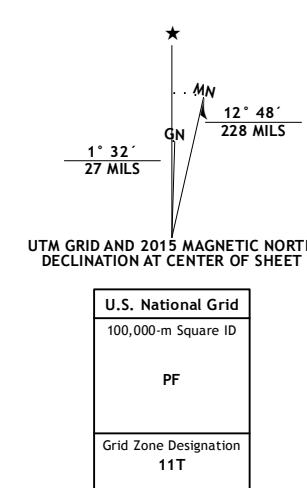 MN
12° 48´
228 MILS
GN
1° 32´
27 MILS
UTM GRID AND 2015 MAGNETIC NORTH
DECLINATION AT CENTER OF SHEET
U.S. National Grid
100,000-m Square ID
PF
Grid Zone Designation
11T